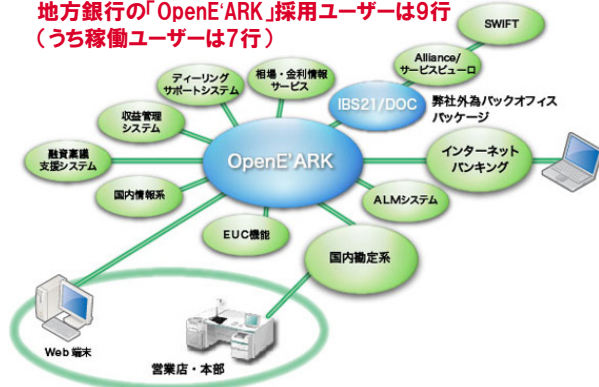 地方銀行の「OpenE'ARK」採用ユーザーは9行
(うち稼働ユーザーは7行)
SWIFT
Alliance/
サービスビューロ
相場・金利情報
サービス
ディーリング
サポートシステム
IBS21/DOC
弊社外為バックオフィス
パッケージ
収益管理
システム
融資稟議
支援システム
OpenE'ARK
インターネット
バンキング
国内情報系
ALMシステム
EUC機能
国内勘定系
Web 端末
営業店・本部